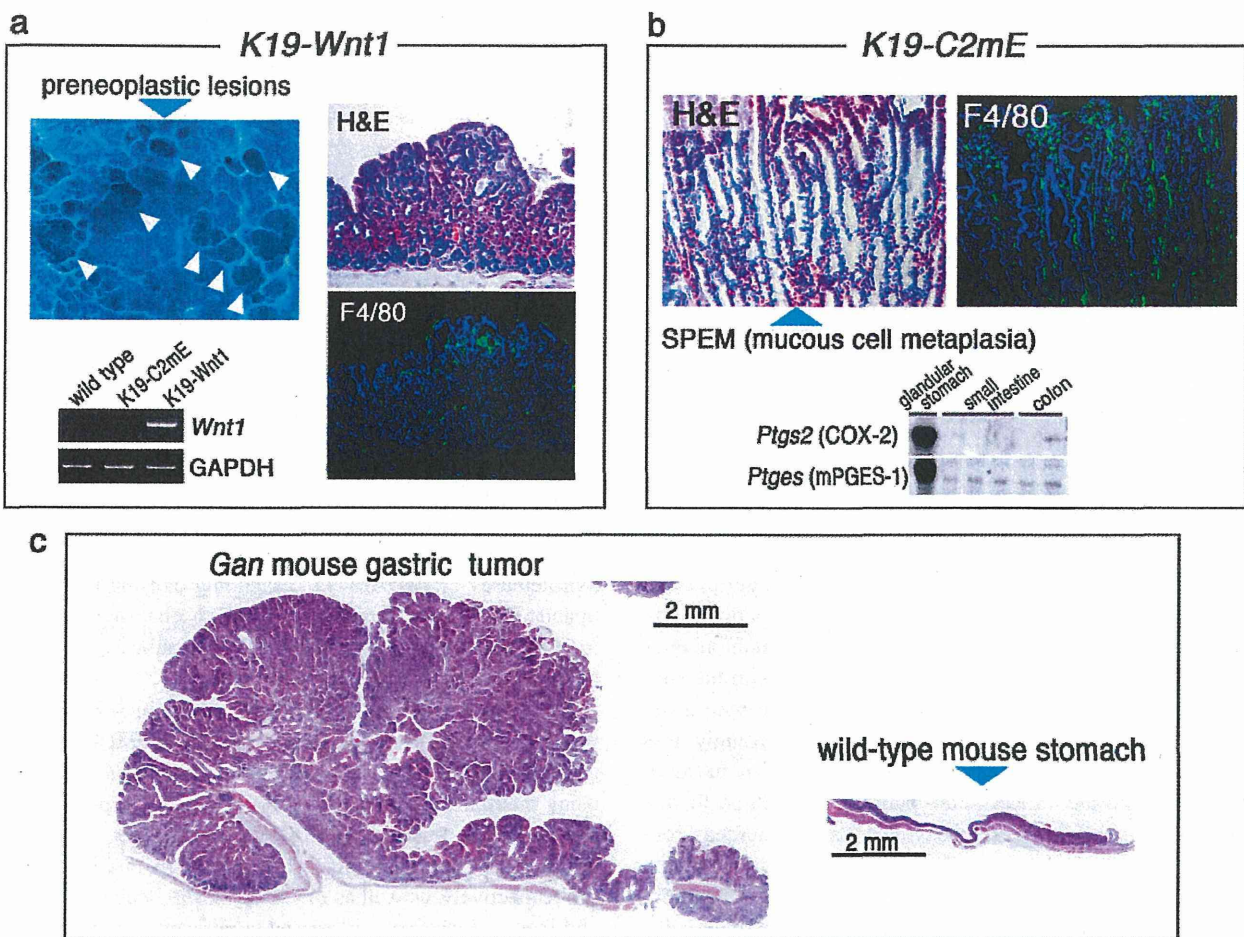 a
K19-Wnt1
preneoplastic lesions
H&E
F4/80
wild type
K19-C2mE
K19-Wnt1
Wnt1
GAPDH
b
K19-C2mE
H&E
F4/80
SPEM (mucous cell metaplasia)
glandular
stomach
small
intestine
colon
Ptgs2 (COX-2)
Ptges (mPGES-1)
c
Gan mouse gastric tumor
2 mm
wild-type mouse stomach
2 mm